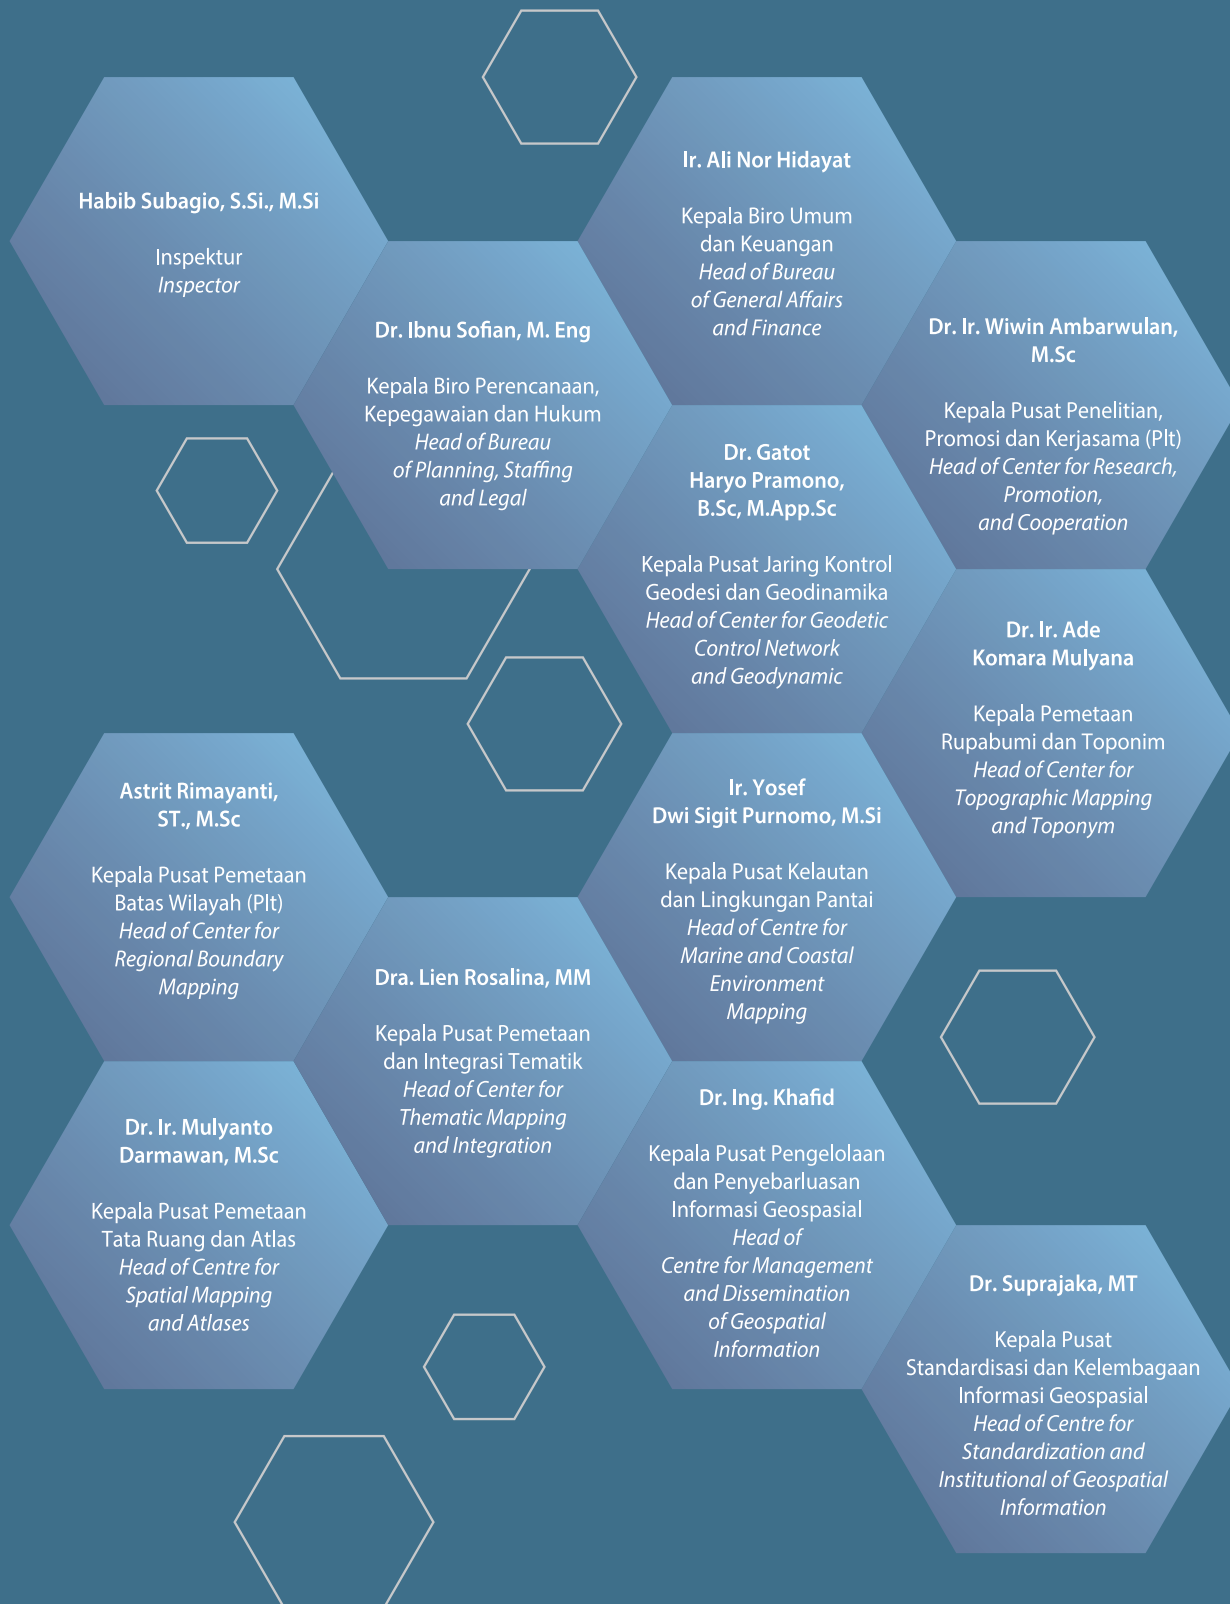 Habib Subagio, S.Si., M.Si
Inspektur
Inspector
Ir. Ali Nor Hidayat
Kepala Biro Umum
dan Keuangan
Head of Bureau
of General Affairs
and Finance
Dr. Ibnu Sofian, M. Eng
Kepala Biro Perencanaan,
Kepegawaian dan Hukum
Head of Bureau
of Planning, Staffing
and Legal
Dr. Ir. Wiwin Ambarwulan,
M.Sc
Kepala Pusat Penelitian,
Promosi dan Kerjasama (Plt)
Head of Center for Research,
Promotion,
and Cooperation
Dr. Gatot
Haryo Pramono,
B.Sc, M.App.Sc
Kepala Pusat Jaring Kontrol
Geodesi dan Geodinamika
Head of Center for Geodetic
Control Network
and Geodynamic
Dr. Ir. Ade
Komara Mulyana
Kepala Pemetaan
Rupabumi dan Toponim
Head of Center for
Topographic Mapping
and Toponym
Astrit Rimayanti,
ST., M.Sc
Kepala Pusat Pemetaan
Batas Wilayah (Plt)
Head of Center for
Regional Boundary
Mapping
Ir. Yosef
Dwi Sigit Purnomo, M.Si
Kepala Pusat Kelautan
dan Lingkungan Pantai
Head of Centre for
Marine and Coastal
Environment
Mapping
Dra. Lien Rosalina, MM
Kepala Pusat Pemetaan
dan Integrasi Tematik
Head of Center for
Thematic Mapping
and Integration
Dr. Ir. Mulyanto
Darmawan, M.Sc
Kepala Pusat Pemetaan
Tata Ruang dan Atlas
Head of Centre for
Spatial Mapping
and Atlases
Dr. Ing. Khafid
Kepala Pusat Pengelolaan
dan Penyebarluasan
Informasi Geospasial
Head of
Centre for Management
and Dissemination
of Geospatial
Information
Dr. Suprajaka, MT
Kepala Pusat
Standardisasi dan Kelembagaan
Informasi Geospasial
Head of Centre for
Standardization and
Institutional of Geospatial
Information